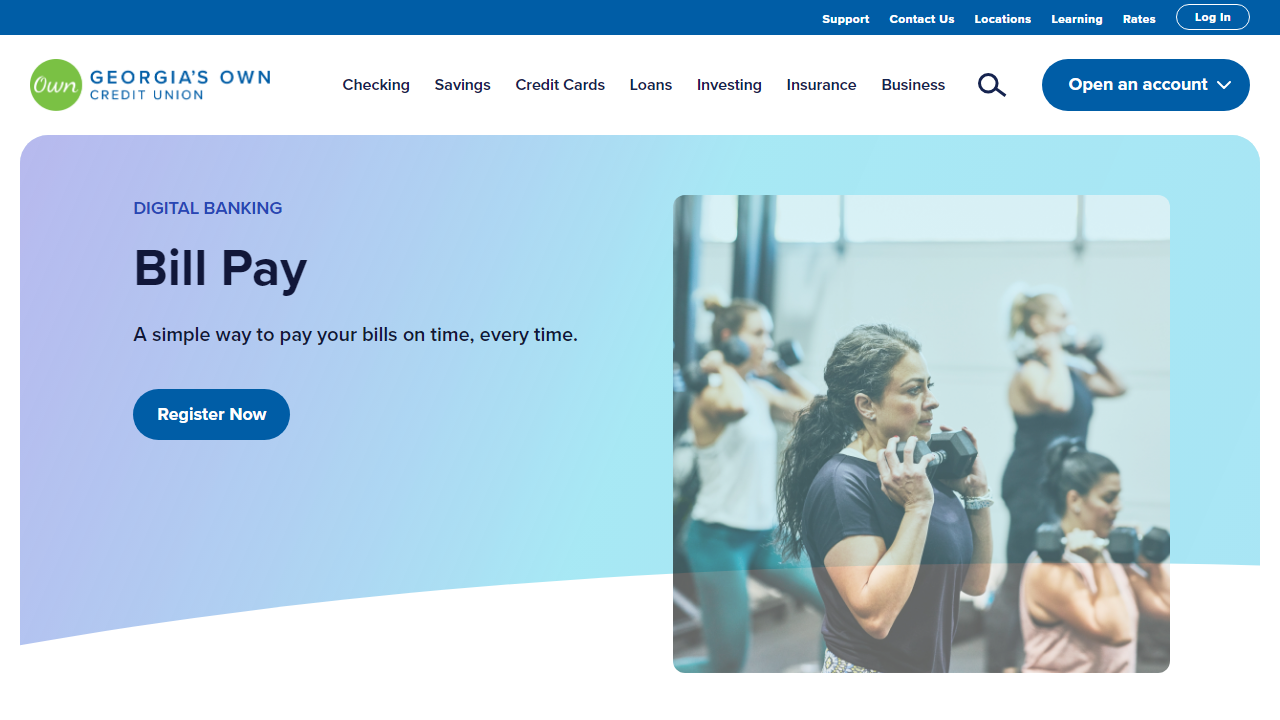 Support Contact Us Locations Learning Rates Log In
Own GEORGIA'S OWN
CREDIT UNION
Checking Savings Credit Cards Loans Investing Insurance Business Open an account
DIGITAL BANKING
Bill Pay
A simple way to pay your bills on time, every time.
Register Now